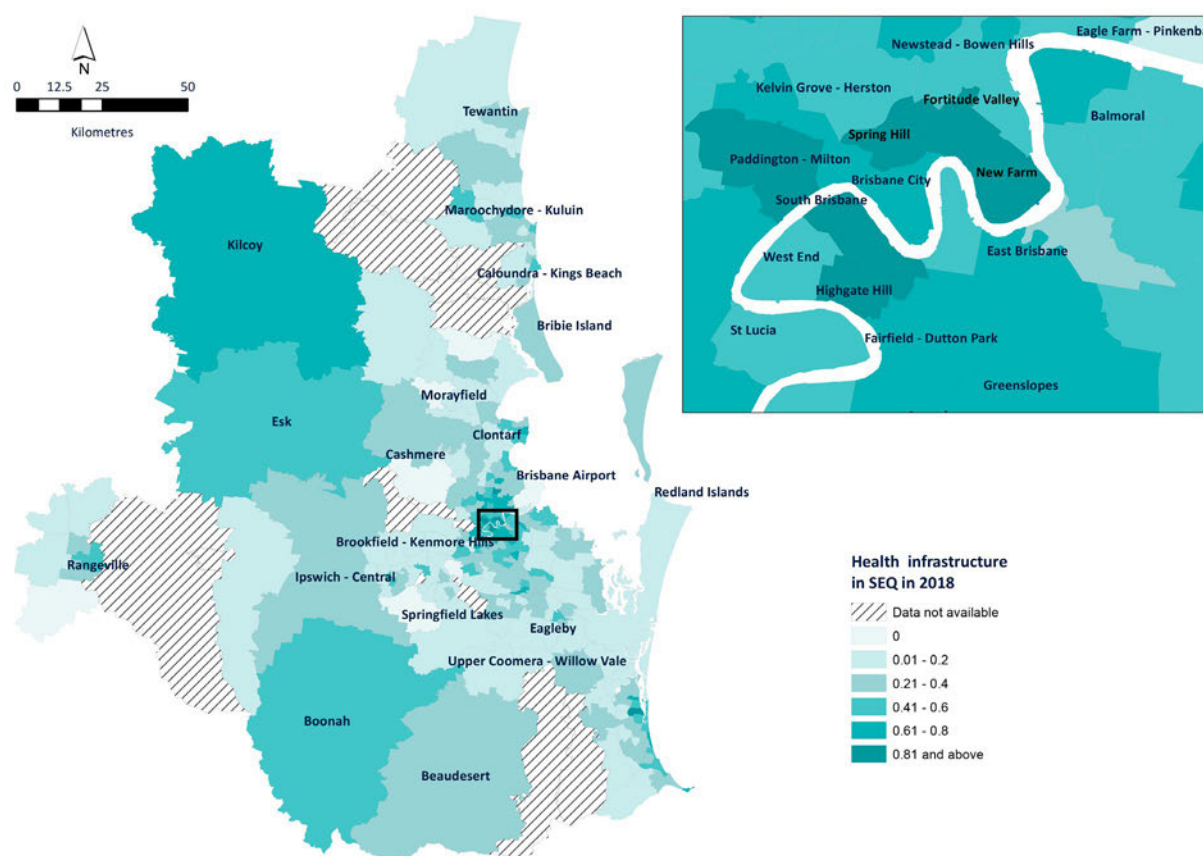 N
0 12.5 25 50
Kilometres
Tewantin
Maroochydore - Kuluin
Kilcoy
Caloundra - Kings Beach
Bribie Island
Morayfield
Esk
Clontarf
Cashmere
Brisbane Airport
Redland Islands
Brookfield - Kenmore Hills
Rangeville
Ipswich - Central
Springfield Lakes
Eagleby
Upper Coomera - Willow Vale
Boonah
Beaudesert
Eagle Farm - Pinkenba
Newstead - Bowen Hills
Kelvin Grove - Herston
Fortitude Valley
Balmoral
Spring Hill
Paddington - Milton
New Farm
Brisbane City
South Brisbane
East Brisbane
West End
Highgate Hill
St Lucia
Fairfield - Dutton Park
Greenslopes
Health infrastructure
in SEQ in 2018
Data not available
0
0.01 - 0.2
0.21 - 0.4
0.41 - 0.6
0.61 - 0.8
0.81 and above